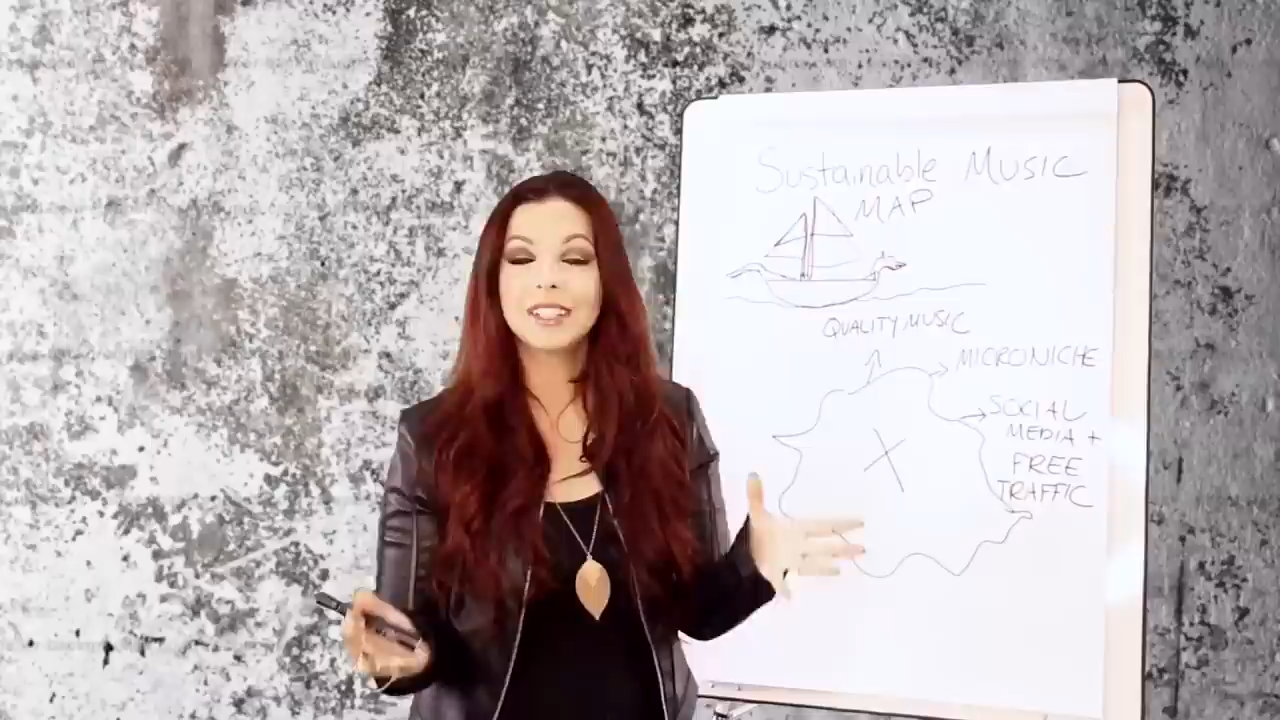 Sustainable Music
MAP
QUALITY MUSIC
MICRONICHE
SOCIAL
MEDIA +
FREE
TRAFFIC